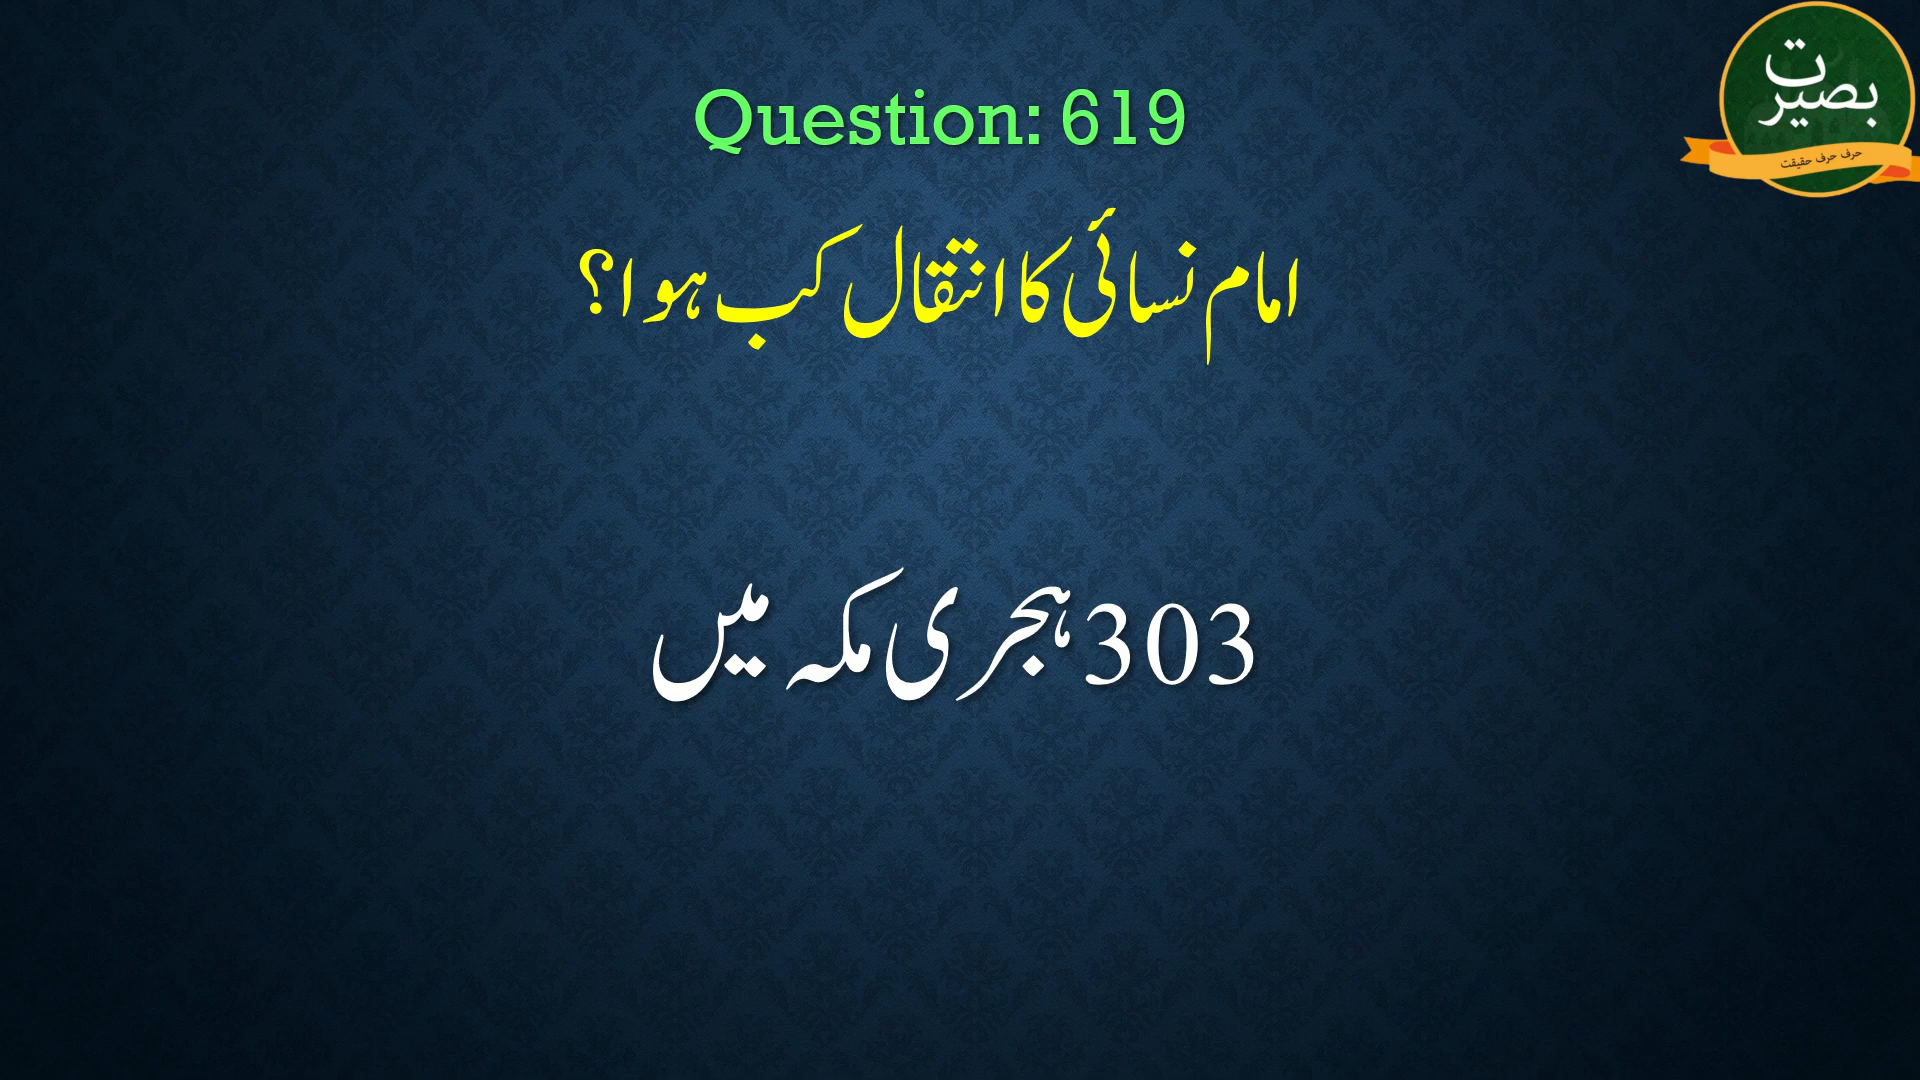 بصیرت
حرف حرف حقیقت
Question: 619
امام نسائی کا انتقال کب ہوا؟
303 ہجری مکہ میں